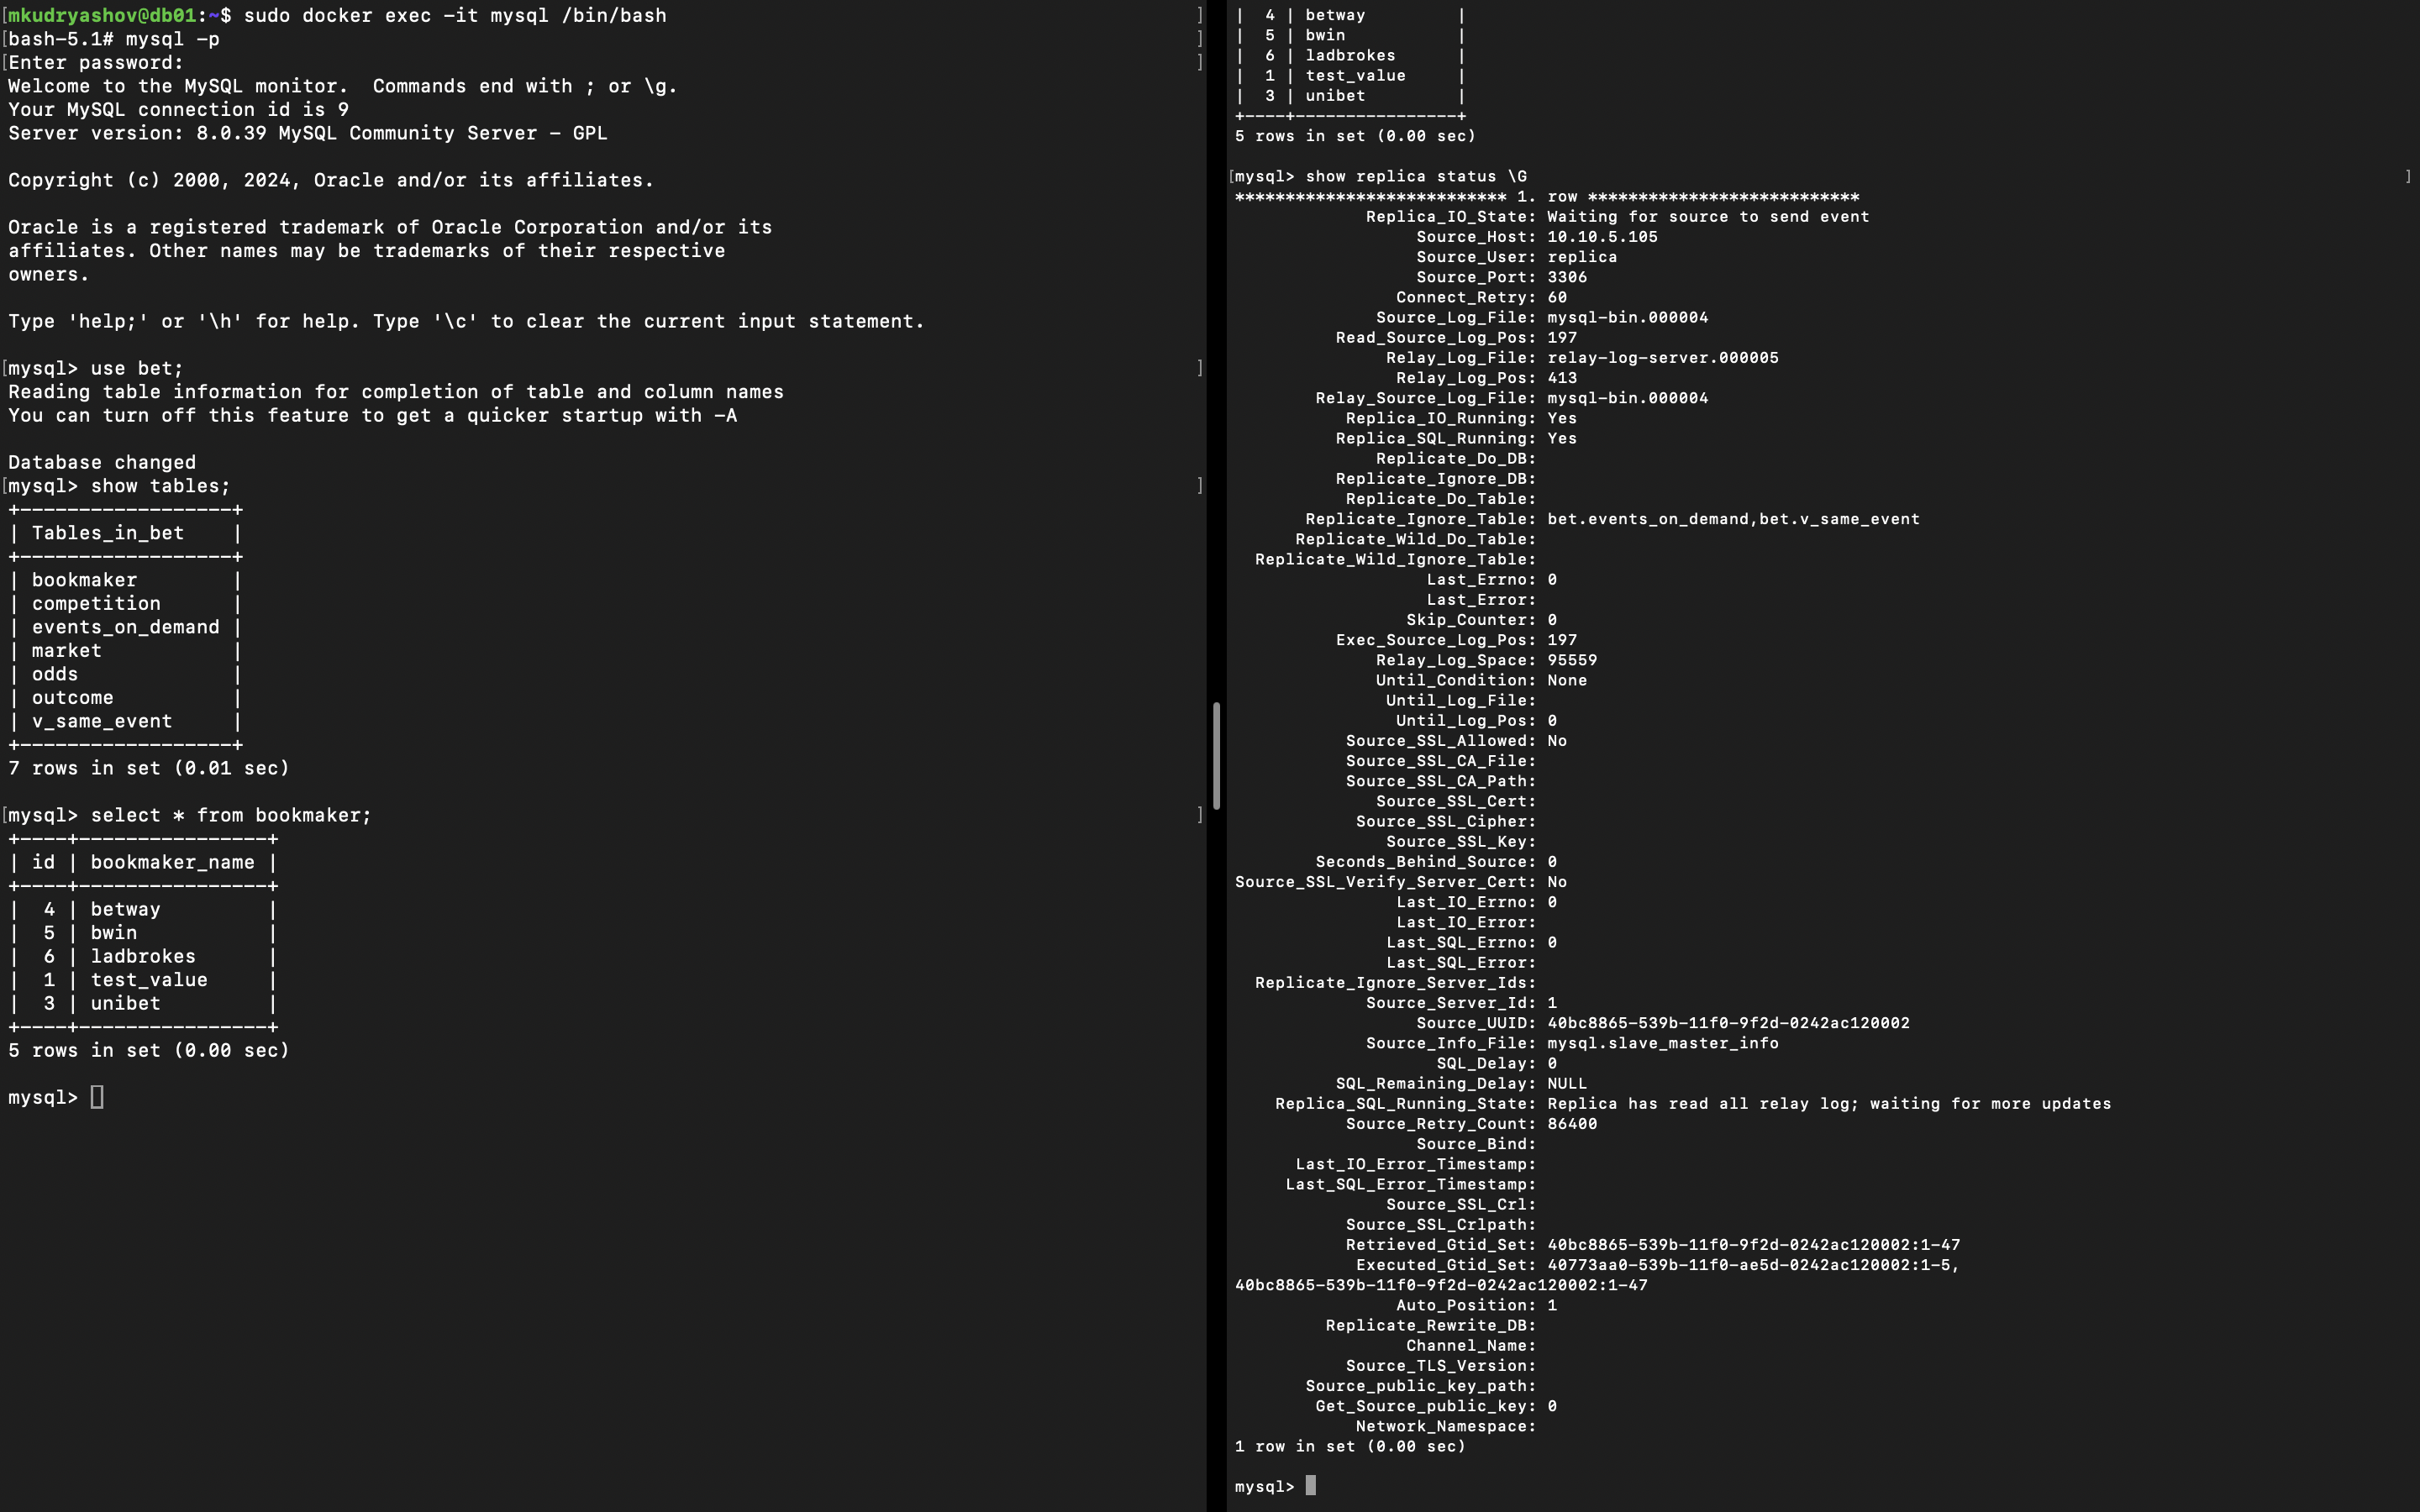 [mkudryashov@db01:~$ sudo docker exec -it mysql /bin/bash ]
[bash-5.1# mysql -p ]
[Enter password: ]
Welcome to the MySQL monitor.  Commands end with ; or \g.
Your MySQL connection id is 9
Server version: 8.0.39 MySQL Community Server - GPL

Copyright (c) 2000, 2024, Oracle and/or its affiliates.

Oracle is a registered trademark of Oracle Corporation and/or its
affiliates. Other names may be trademarks of their respective
owners.

Type 'help;' or '\h' for help. Type '\c' to clear the current input statement.

[mysql> use bet; ]
Reading table information for completion of table and column names
You can turn off this feature to get a quicker startup with -A

Database changed
[mysql> show tables; ]
+------------------+
| Tables_in_bet    |
+------------------+
| bookmaker        |
| competition      |
| events_on_demand |
| market           |
| odds             |
| outcome          |
| v_same_event     |
+------------------+
7 rows in set (0.01 sec)

[mysql> select * from bookmaker; ]
+----+----------------+
| id | bookmaker_name |
+----+----------------+
|  4 | betway         |
|  5 | bwin           |
|  6 | ladbrokes      |
|  1 | test_value     |
|  3 | unibet         |
+----+----------------+
5 rows in set (0.00 sec)

mysql>
|  4 | betway         |
|  5 | bwin           |
|  6 | ladbrokes      |
|  1 | test_value     |
|  3 | unibet         |
+----+----------------+
5 rows in set (0.00 sec)

[mysql> show replica status \G ]
*************************** 1. row ***************************
             Replica_IO_State: Waiting for source to send event
                  Source_Host: 10.10.5.105
                  Source_User: replica
                  Source_Port: 3306
                Connect_Retry: 60
              Source_Log_File: mysql-bin.000004
          Read_Source_Log_Pos: 197
               Relay_Log_File: relay-log-server.000005
                Relay_Log_Pos: 413
        Relay_Source_Log_File: mysql-bin.000004
           Replica_IO_Running: Yes
          Replica_SQL_Running: Yes
              Replicate_Do_DB:
          Replicate_Ignore_DB:
           Replicate_Do_Table:
       Replicate_Ignore_Table: bet.events_on_demand,bet.v_same_event
      Replicate_Wild_Do_Table:
  Replicate_Wild_Ignore_Table:
                   Last_Errno: 0
                   Last_Error:
                 Skip_Counter: 0
          Exec_Source_Log_Pos: 197
              Relay_Log_Space: 95559
              Until_Condition: None
               Until_Log_File:
                Until_Log_Pos: 0
           Source_SSL_Allowed: No
           Source_SSL_CA_File:
           Source_SSL_CA_Path:
              Source_SSL_Cert:
            Source_SSL_Cipher:
               Source_SSL_Key:
        Seconds_Behind_Source: 0
Source_SSL_Verify_Server_Cert: No
                Last_IO_Errno: 0
                Last_IO_Error:
               Last_SQL_Errno: 0
               Last_SQL_Error:
  Replicate_Ignore_Server_Ids:
             Source_Server_Id: 1
                  Source_UUID: 40bc8865-539b-11f0-9f2d-0242ac120002
             Source_Info_File: mysql.slave_master_info
                    SQL_Delay: 0
          SQL_Remaining_Delay: NULL
    Replica_SQL_Running_State: Replica has read all relay log; waiting for more updates
           Source_Retry_Count: 86400
                  Source_Bind:
      Last_IO_Error_Timestamp:
     Last_SQL_Error_Timestamp:
               Source_SSL_Crl:
           Source_SSL_Crlpath:
           Retrieved_Gtid_Set: 40bc8865-539b-11f0-9f2d-0242ac120002:1-47
            Executed_Gtid_Set: 40773aa0-539b-11f0-ae5d-0242ac120002:1-5,
40bc8865-539b-11f0-9f2d-0242ac120002:1-47
                Auto_Position: 1
         Replicate_Rewrite_DB:
                 Channel_Name:
           Source_TLS_Version:
       Source_public_key_path:
        Get_Source_public_key: 0
            Network_Namespace:
1 row in set (0.00 sec)

mysql>